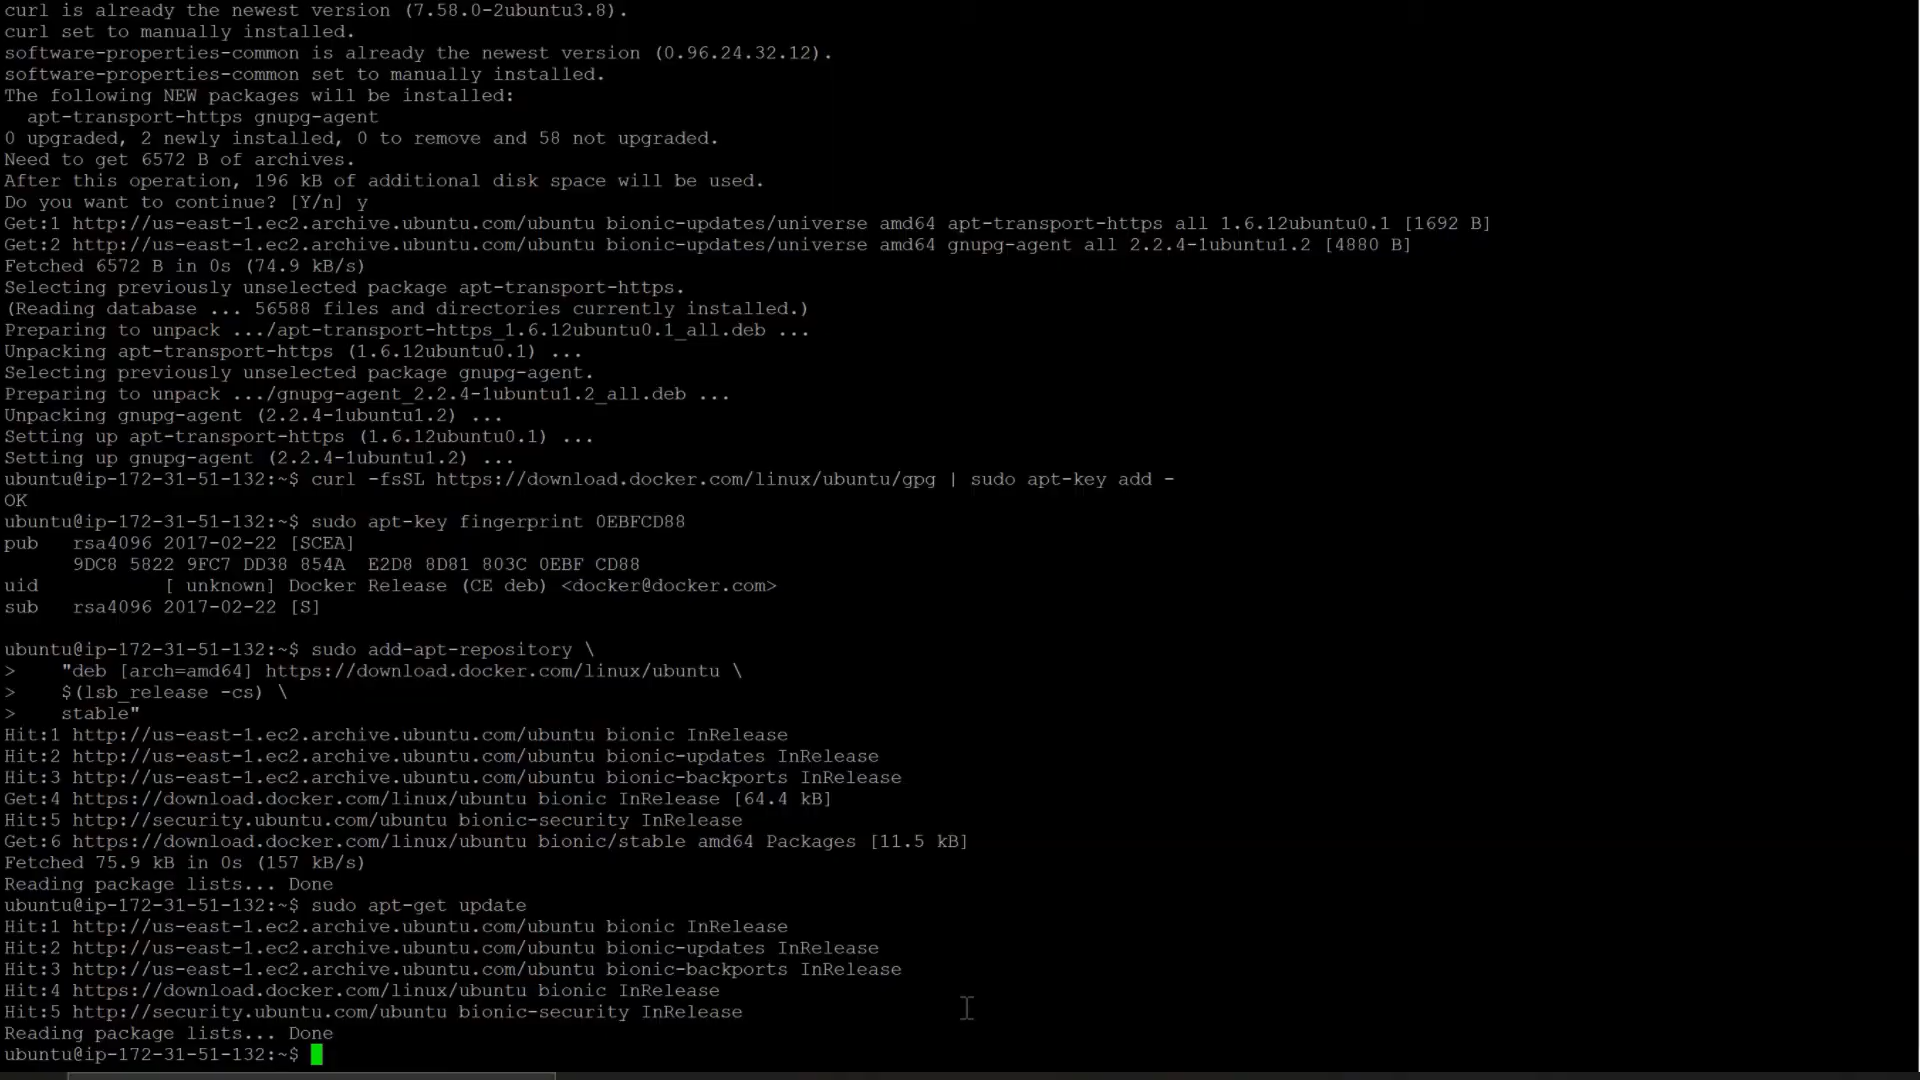 curl is already the newest version (7.58.0-2ubuntu3.8).
curl set to manually installed.
software-properties-common is already the newest version (0.96.24.32.12).
software-properties-common set to manually installed.
The following NEW packages will be installed:
  apt-transport-https gnupg-agent
0 upgraded, 2 newly installed, 0 to remove and 58 not upgraded.
Need to get 6572 B of archives.
After this operation, 196 kB of additional disk space will be used.
Do you want to continue? [Y/n] y
Get:1 http://us-east-1.ec2.archive.ubuntu.com/ubuntu bionic-updates/universe amd64 apt-transport-https all 1.6.12ubuntu0.1 [1692 B]
Get:2 http://us-east-1.ec2.archive.ubuntu.com/ubuntu bionic-updates/universe amd64 gnupg-agent all 2.2.4-1ubuntu1.2 [4880 B]
Fetched 6572 B in 0s (74.9 kB/s)
Selecting previously unselected package apt-transport-https.
(Reading database ... 56588 files and directories currently installed.)
Preparing to unpack .../apt-transport-https_1.6.12ubuntu0.1_all.deb ...
Unpacking apt-transport-https (1.6.12ubuntu0.1) ...
Selecting previously unselected package gnupg-agent.
Preparing to unpack .../gnupg-agent_2.2.4-1ubuntu1.2_all.deb ...
Unpacking gnupg-agent (2.2.4-1ubuntu1.2) ...
Setting up apt-transport-https (1.6.12ubuntu0.1) ...
Setting up gnupg-agent (2.2.4-1ubuntu1.2) ...
ubuntu@ip-172-31-51-132:~$ curl -fsSL https://download.docker.com/linux/ubuntu/gpg | sudo apt-key add -
OK
ubuntu@ip-172-31-51-132:~$ sudo apt-key fingerprint 0EBFCD88
pub   rsa4096 2017-02-22 [SCEA]
      9DC8 5822 9FC7 DD38 854A  E2D8 8D81 803C 0EBF CD88
uid           [ unknown] Docker Release (CE deb) <docker@docker.com>
sub   rsa4096 2017-02-22 [S]

ubuntu@ip-172-31-51-132:~$ sudo add-apt-repository \
>    "deb [arch=amd64] https://download.docker.com/linux/ubuntu \
>    $(lsb_release -cs) \
>    stable"
Hit:1 http://us-east-1.ec2.archive.ubuntu.com/ubuntu bionic InRelease
Hit:2 http://us-east-1.ec2.archive.ubuntu.com/ubuntu bionic-updates InRelease
Hit:3 http://us-east-1.ec2.archive.ubuntu.com/ubuntu bionic-backports InRelease
Get:4 https://download.docker.com/linux/ubuntu bionic InRelease [64.4 kB]
Hit:5 http://security.ubuntu.com/ubuntu bionic-security InRelease
Get:6 https://download.docker.com/linux/ubuntu bionic/stable amd64 Packages [11.5 kB]
Fetched 75.9 kB in 0s (157 kB/s)
Reading package lists... Done
ubuntu@ip-172-31-51-132:~$ sudo apt-get update
Hit:1 http://us-east-1.ec2.archive.ubuntu.com/ubuntu bionic InRelease
Hit:2 http://us-east-1.ec2.archive.ubuntu.com/ubuntu bionic-updates InRelease
Hit:3 http://us-east-1.ec2.archive.ubuntu.com/ubuntu bionic-backports InRelease
Hit:4 https://download.docker.com/linux/ubuntu bionic InRelease
Hit:5 http://security.ubuntu.com/ubuntu bionic-security InRelease
Reading package lists... Done
ubuntu@ip-172-31-51-132:~$